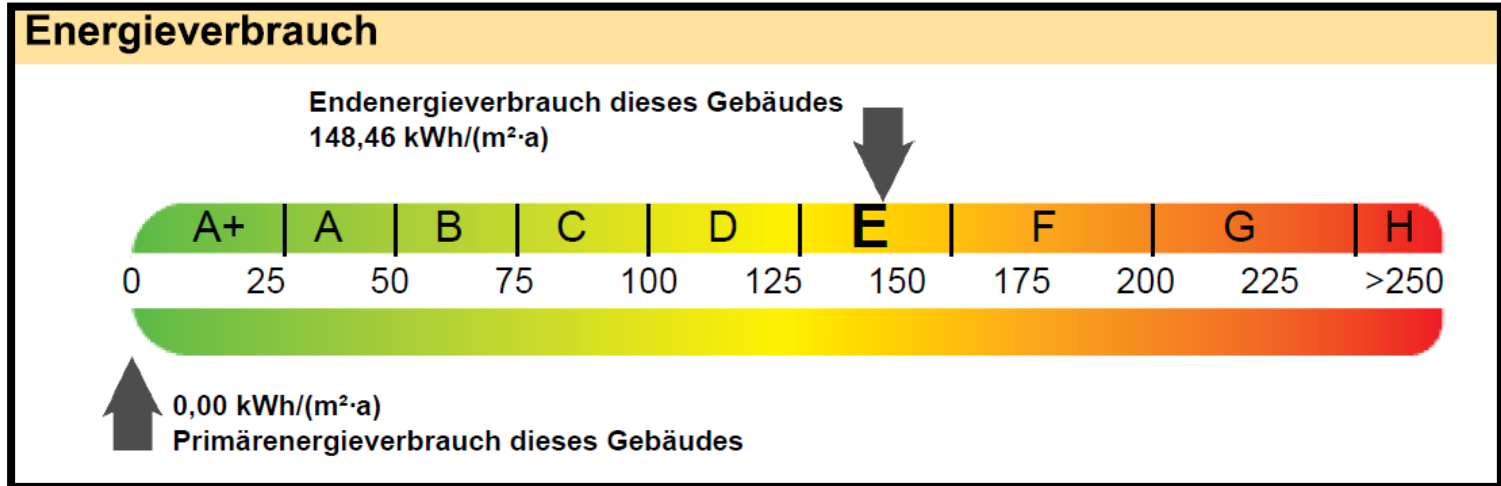 Energieverbrauch
Endenergieverbrauch dieses Gebäudes
148,46 kWh/(m²·a)
A+ A B C D E F G H
0 25 50 75 100 125 150 175 200 225 >250
0,00 kWh/(m²·a)
Primärenergieverbrauch dieses Gebäudes